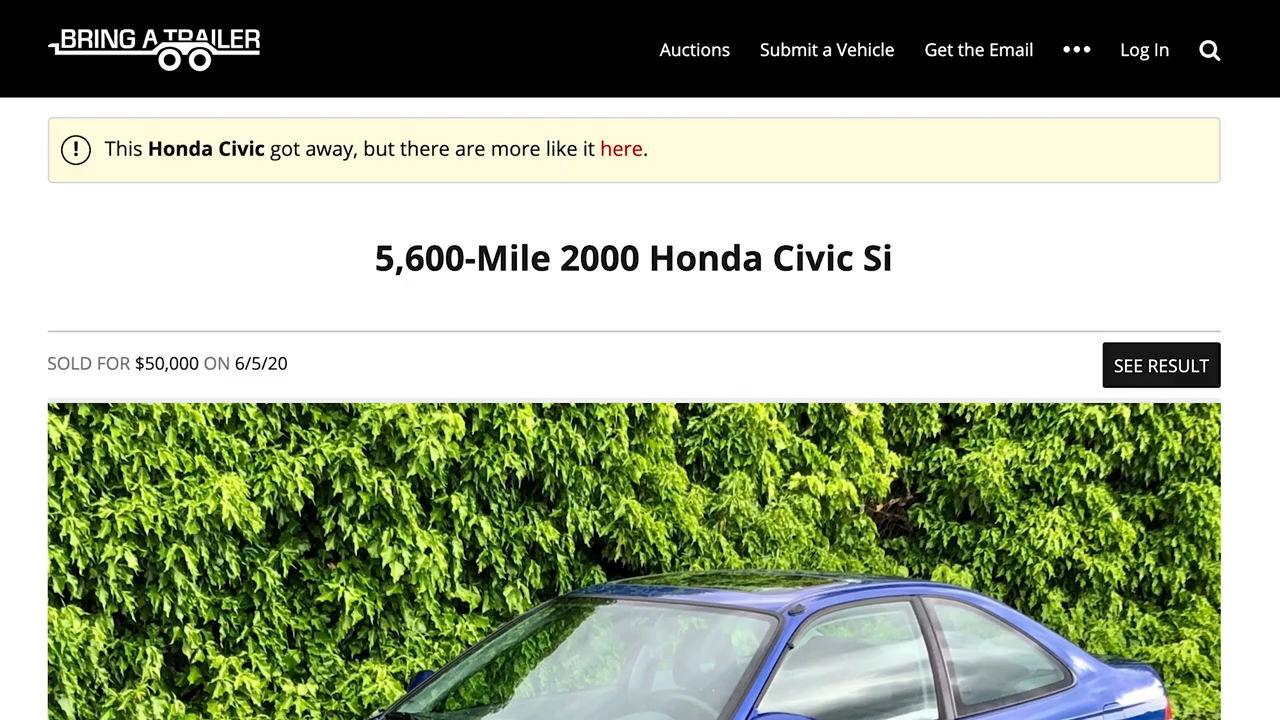 BRING A TRAILER
Auctions
Submit a Vehicle
Get the Email
•••
Log In
! This Honda Civic got away, but there are more like it here.
5,600-Mile 2000 Honda Civic Si
SOLD FOR $50,000 ON 6/5/20
SEE RESULT